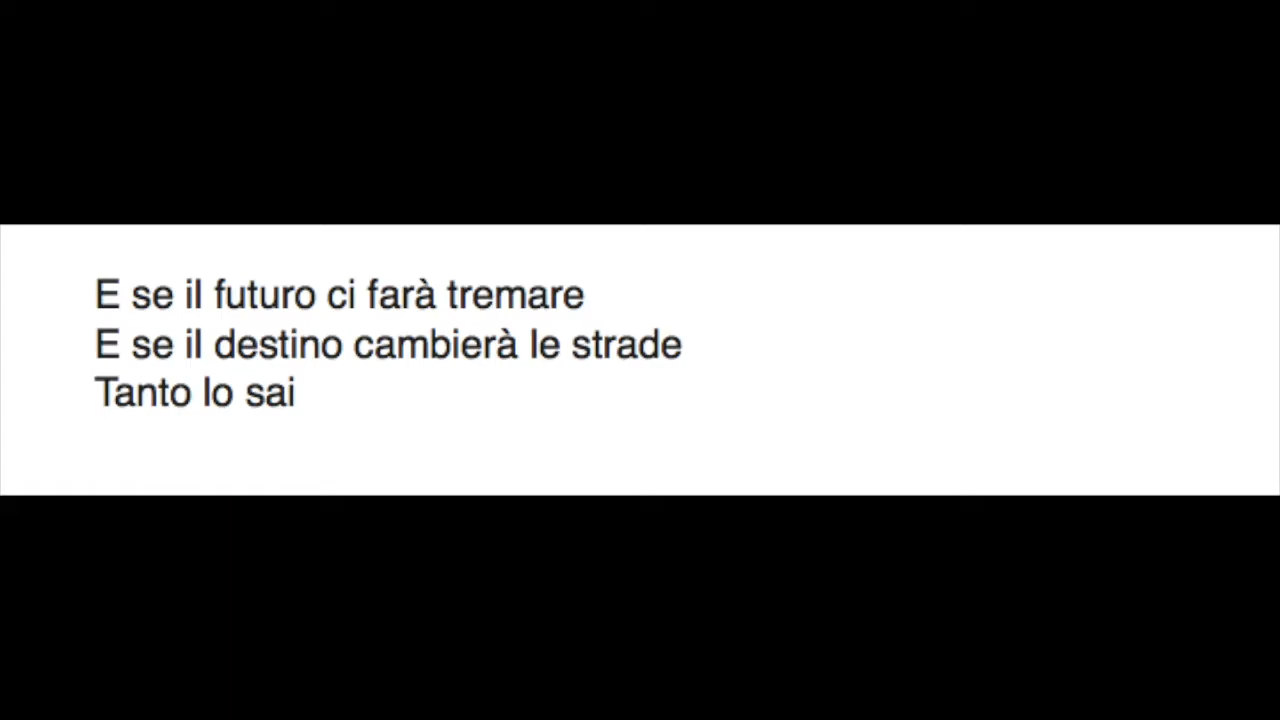 E se il futuro ci farà tremare
E se il destino cambierà le strade
Tanto lo sai